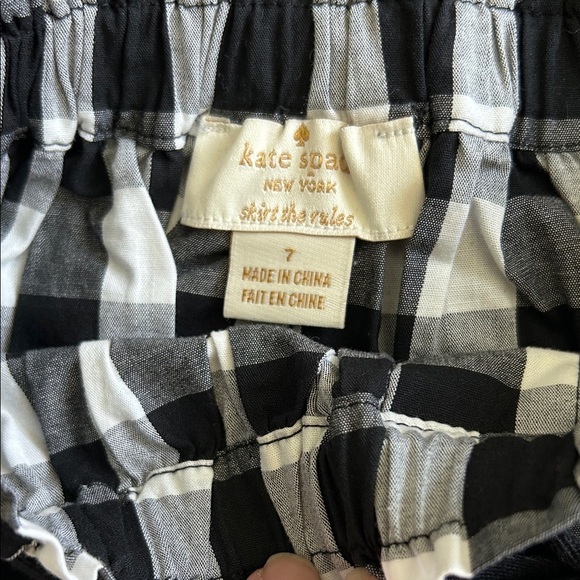 kate spade
NEW YORK
skirt the rules
7
MADE IN CHINA
FAIT EN CHINE